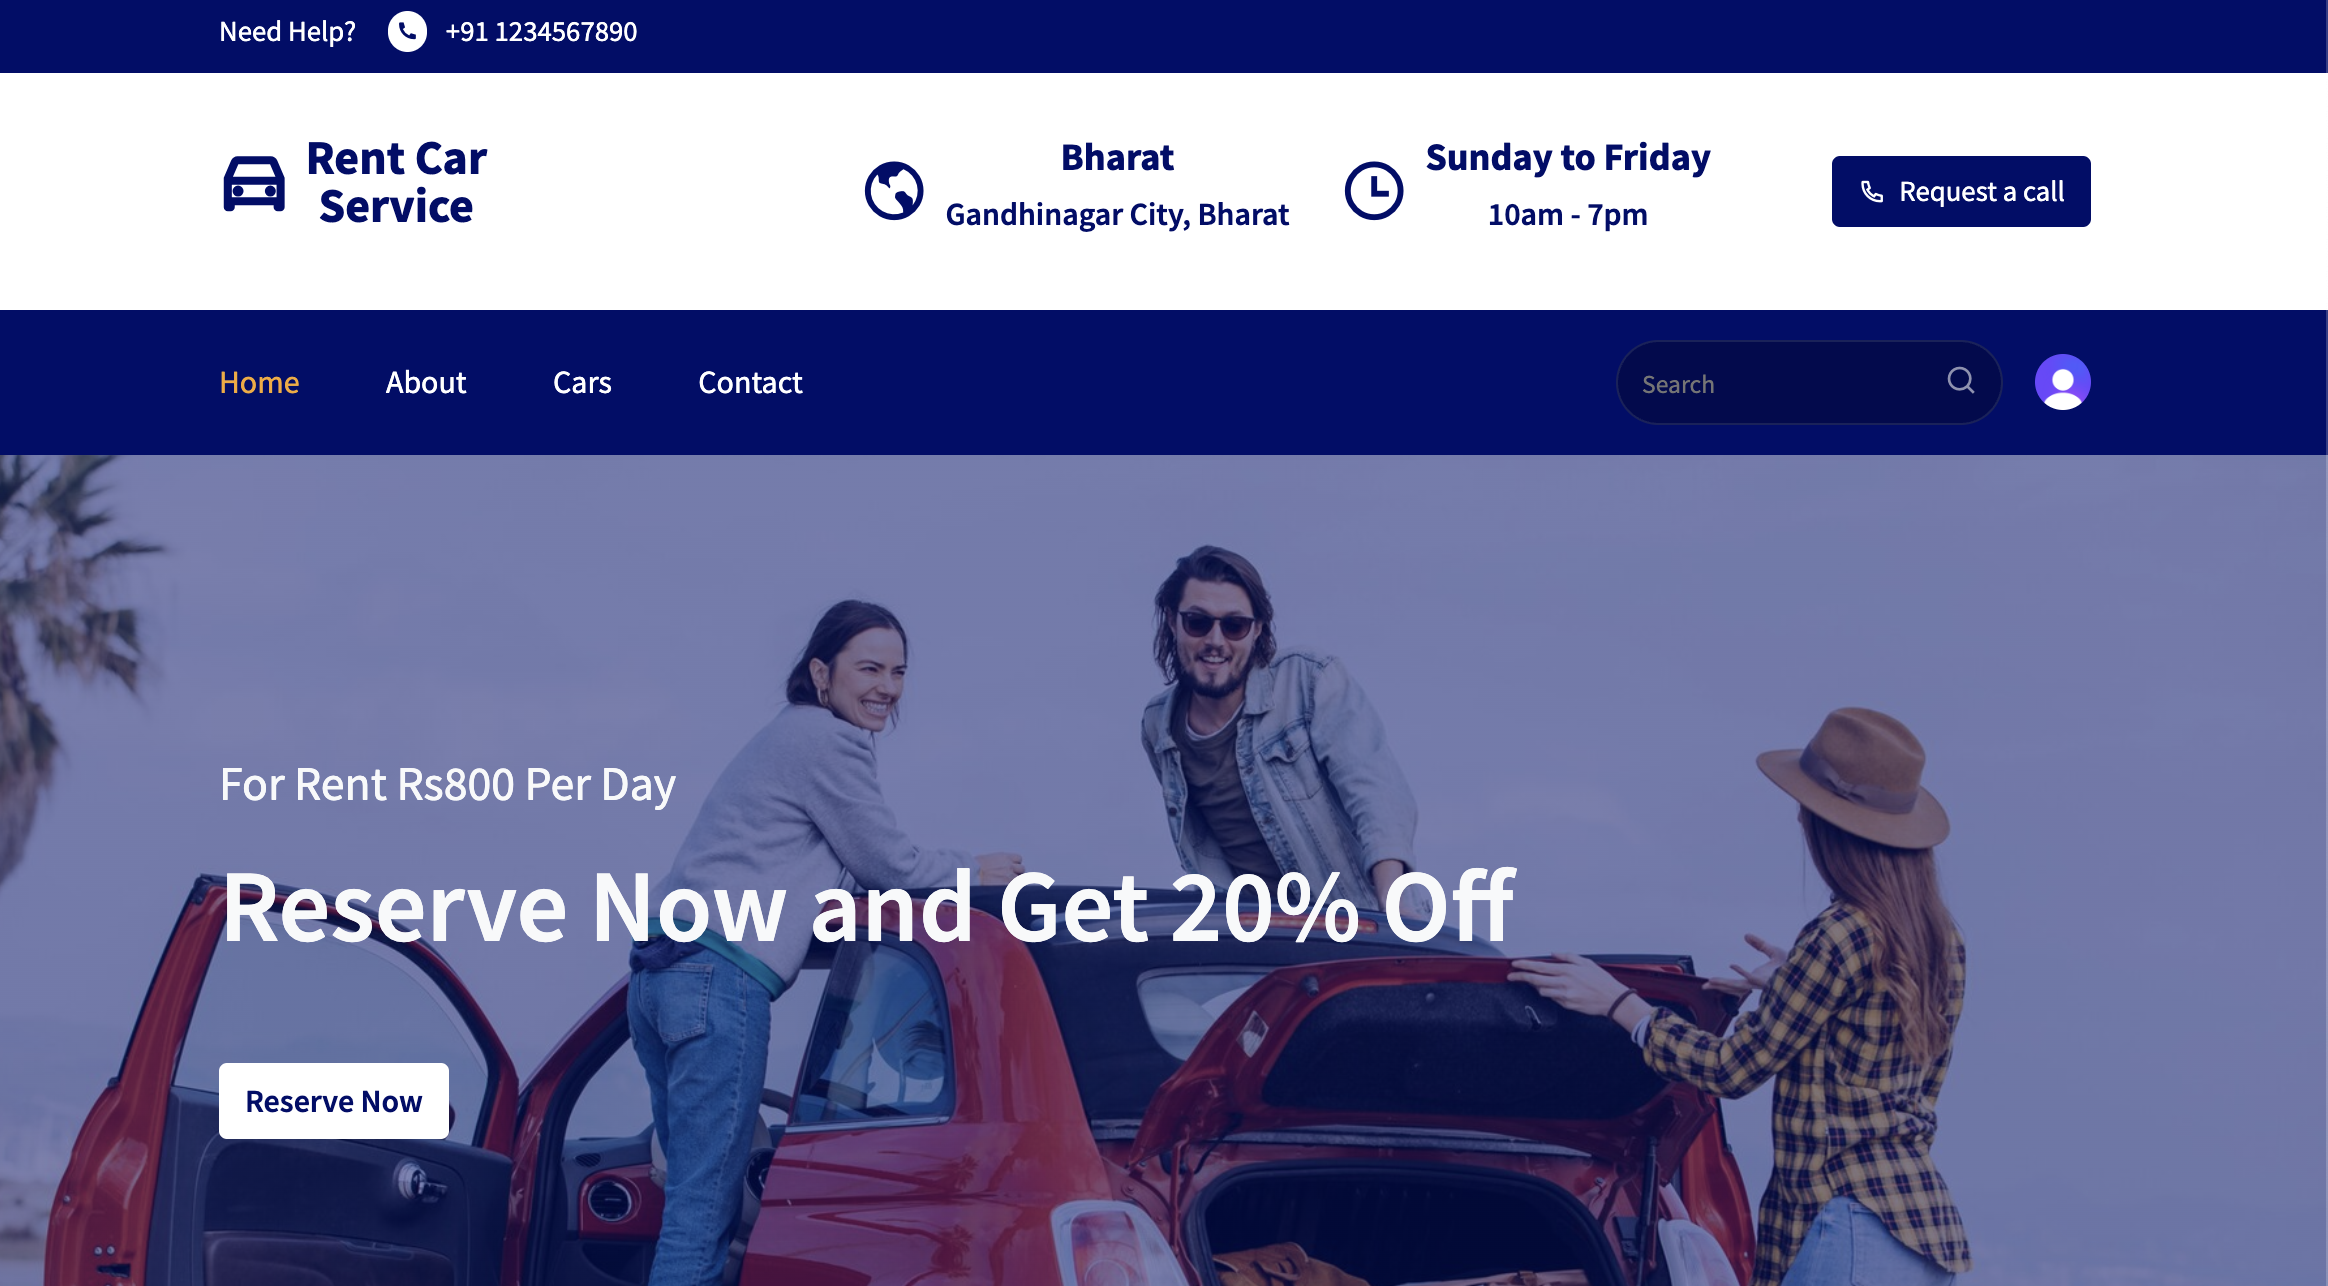 Need Help? +91 1234567890
Rent Car
Service
Bharat
Gandhinagar City, Bharat
Sunday to Friday
10am - 7pm
Request a call
Home About Cars Contact
Search
For Rent Rs800 Per Day
Reserve Now and Get 20% Off
Reserve Now